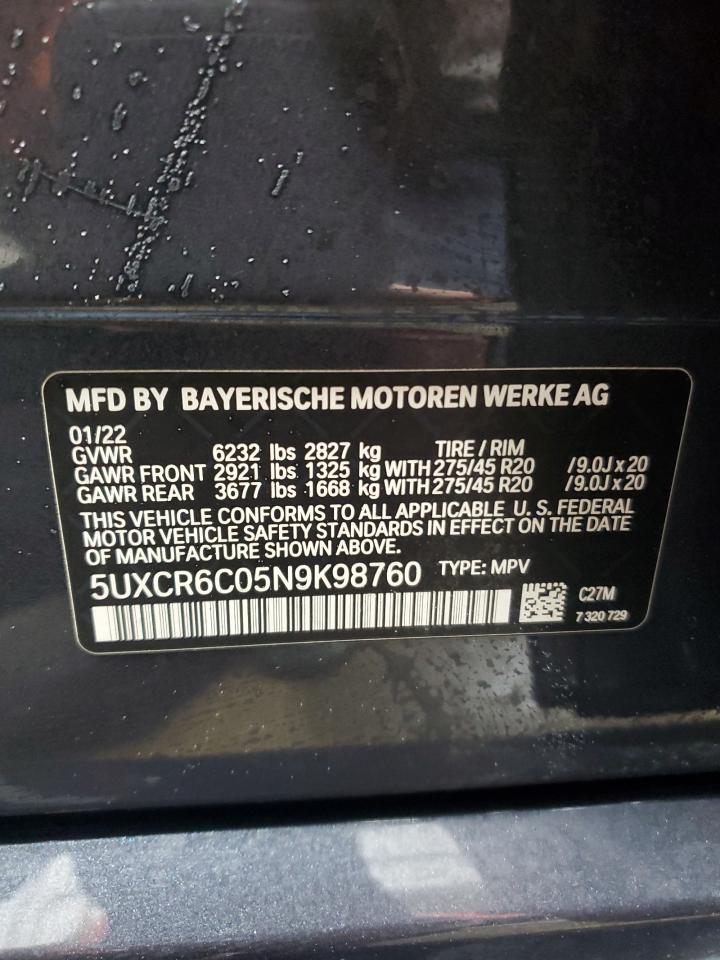 MFD BY BAYERISCHE MOTOREN WERKE AG
01/22
GVWR 6232 lbs 2827 kg TIRE / RIM
GAWR FRONT 2921 lbs 1325 kg WITH 275/45 R20 /9.0J x 20
GAWR REAR 3677 lbs 1668 kg WITH 275/45 R20 /9.0J x 20
THIS VEHICLE CONFORMS TO ALL APPLICABLE U. S. FEDERAL
MOTOR VEHICLE SAFETY STANDARDS IN EFFECT ON THE DATE
OF MANUFACTURE SHOWN ABOVE.
5UXCR6C05N9K98760 TYPE: MPV
C27M
7 320 729